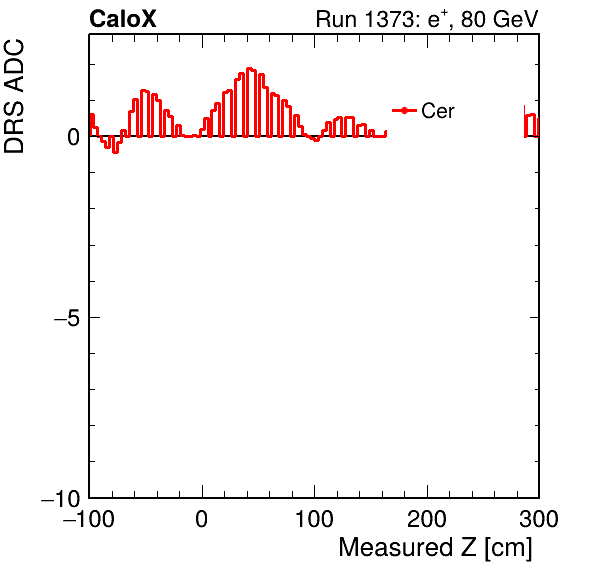 CaloX Run 1373: e⁺, 80 GeV
DRS ADC
Cer
0
−5
−10
−100 0 100 200 300
Measured Z [cm]